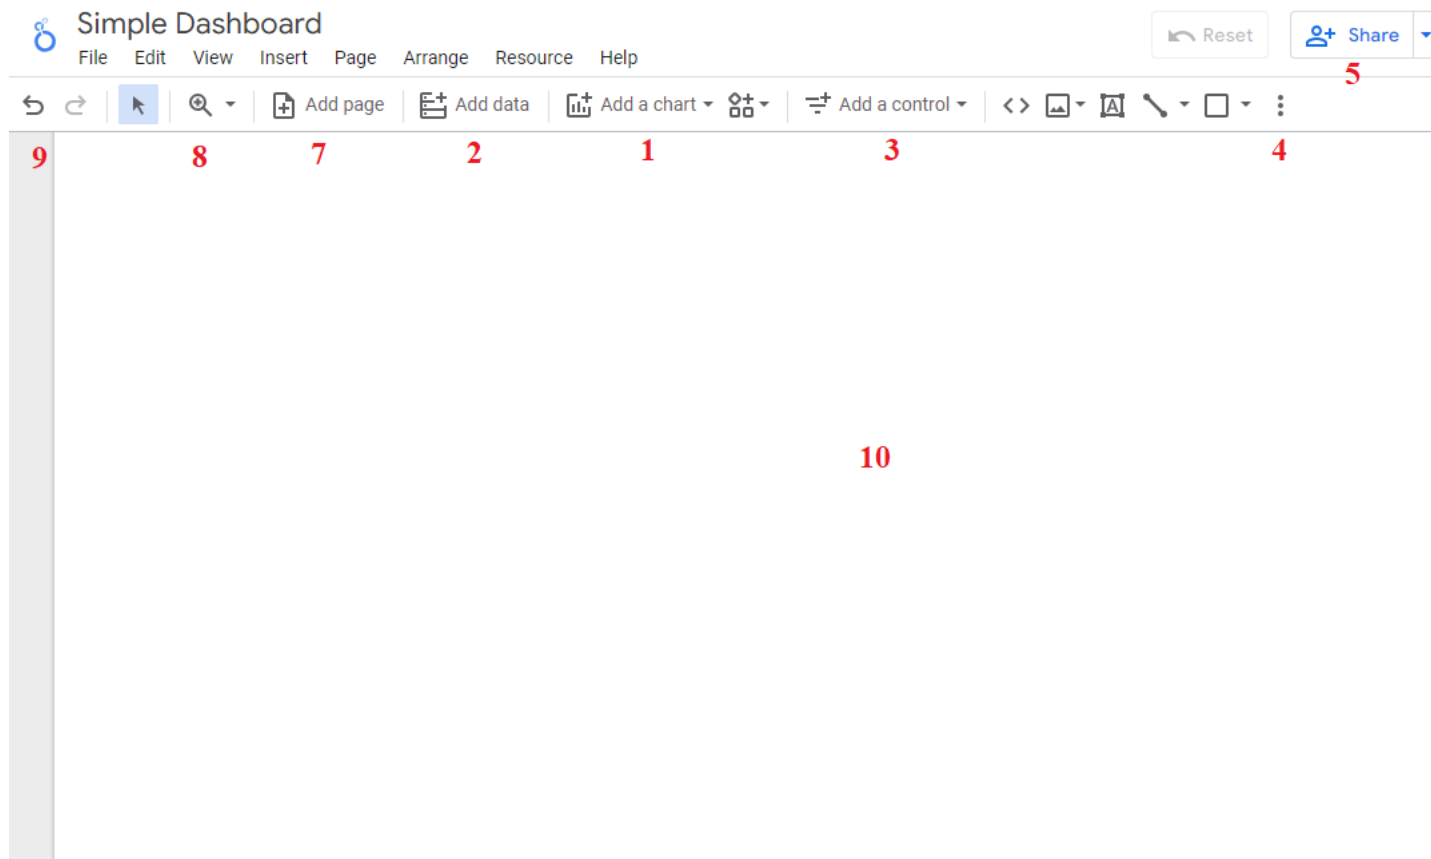 Simple Dashboard
File Edit View Insert Page Arrange Resource Help
Reset
Share
5
Add page Add data Add a chart Add a control A
9 8 7 2 1 3 4
10